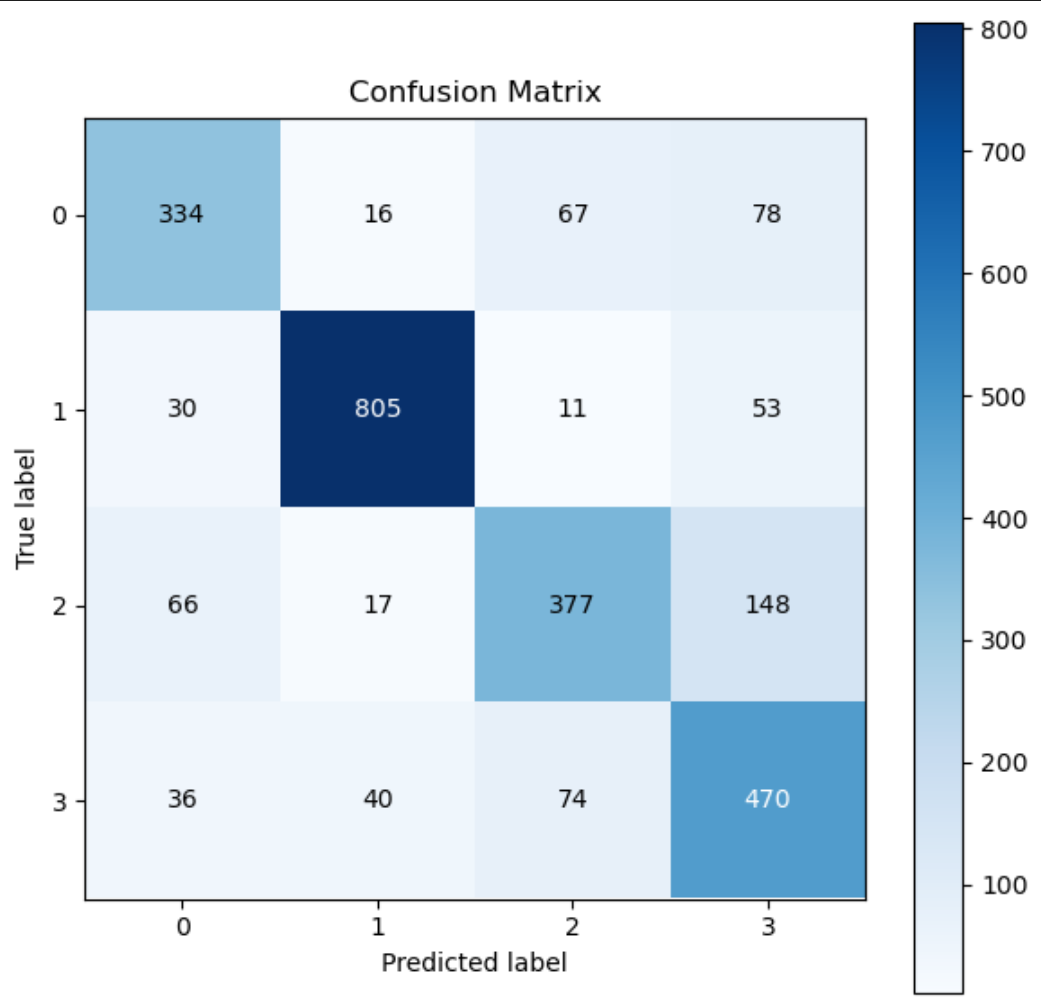 Confusion Matrix
0 334 16 67 78
1 30 805 11 53
2 66 17 377 148
3 36 40 74 470
0 1 2 3
True label
Predicted label
800
700
600
500
400
300
200
100